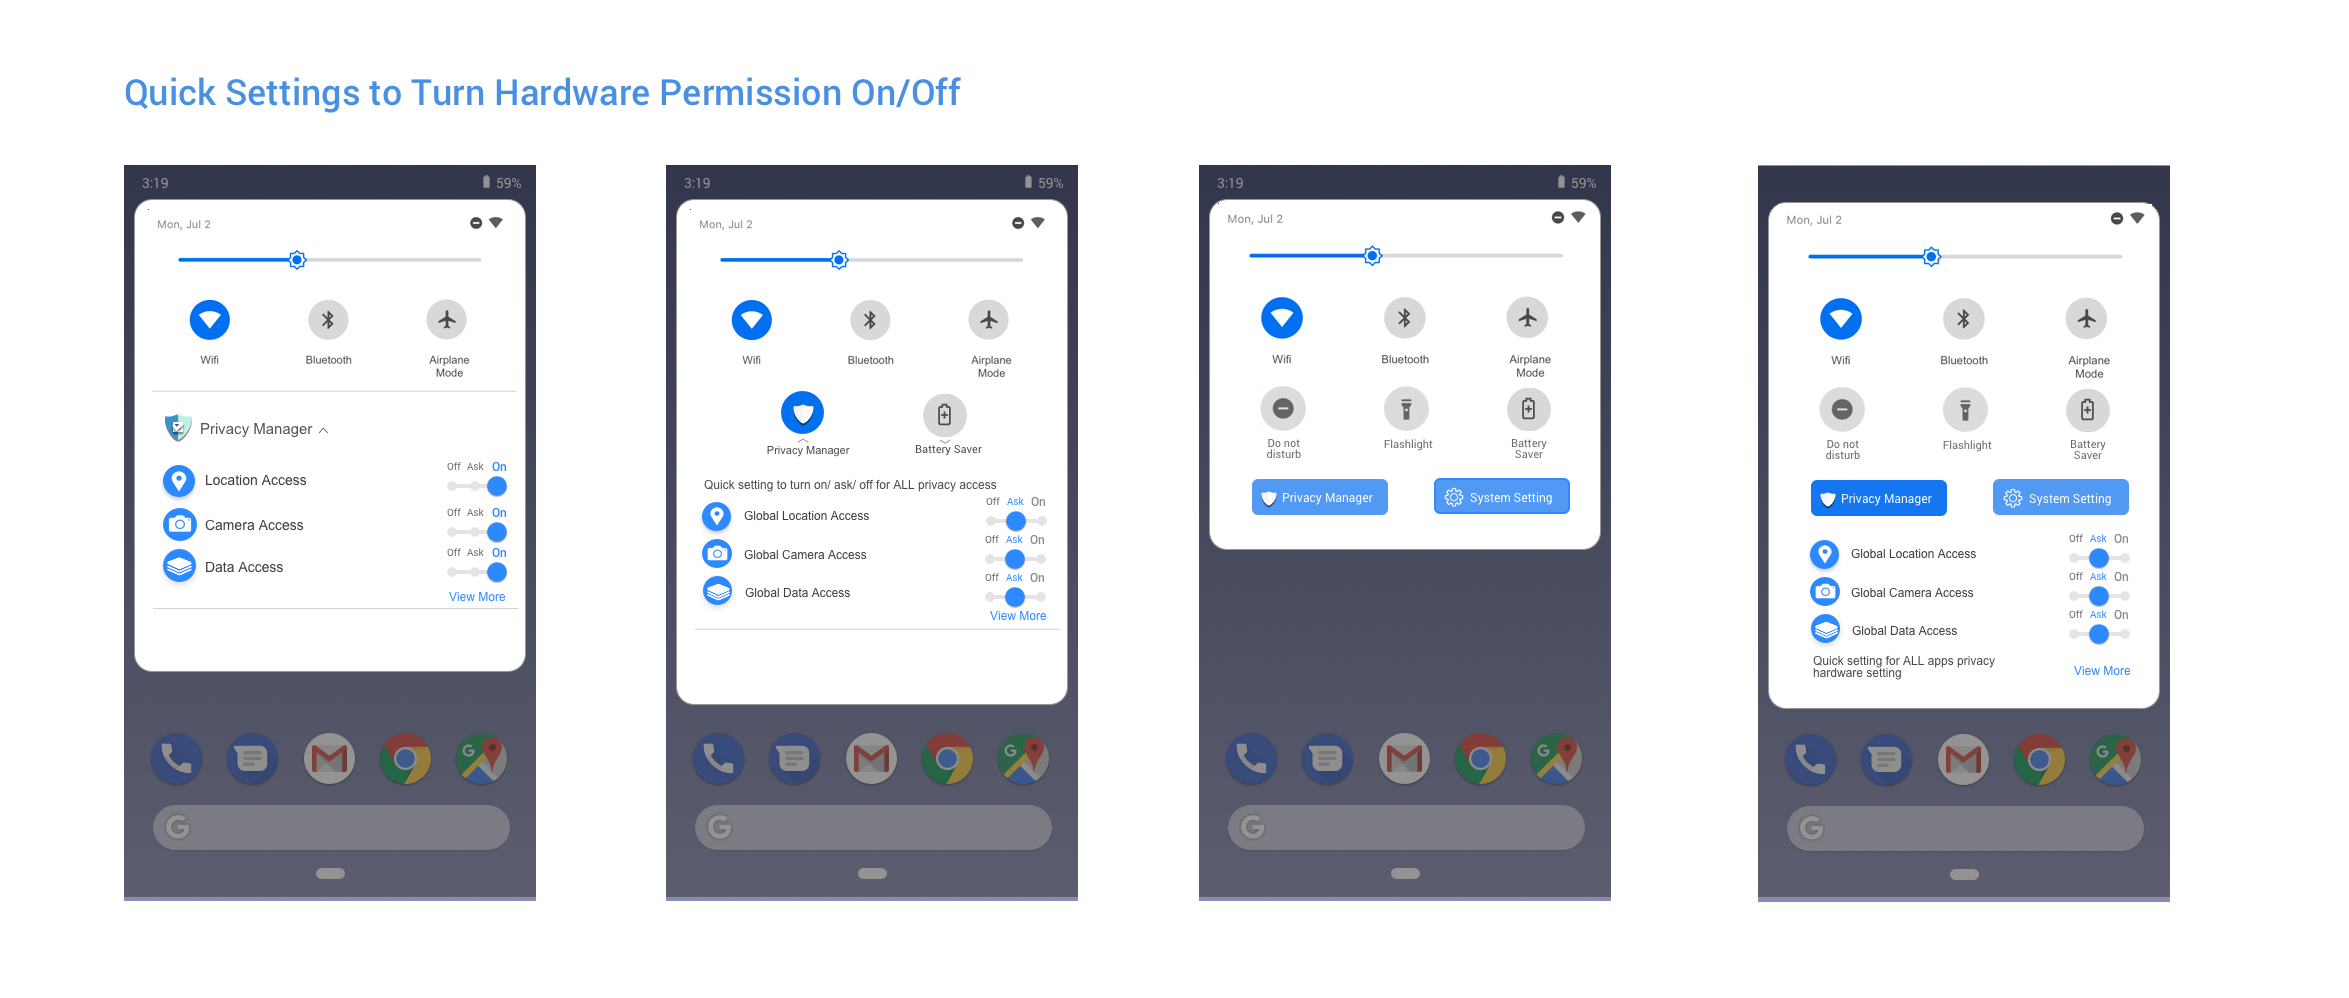 Quick Settings to Turn Hardware Permission On/Off
3:19
59%
Mon, Jul 2
Wifi
Bluetooth
Airplane
Mode
Privacy Manager
Off Ask On
Location Access
Off Ask On
Camera Access
Off Ask On
Data Access
View More
G
G
3:19
59%
Mon, Jul 2
Wifi
Bluetooth
Airplane
Mode
Privacy Manager
Battery Saver
Quick setting to turn on/ ask/ off for ALL privacy access
Off Ask On
Global Location Access
Off Ask On
Global Camera Access
Off Ask On
Global Data Access
View More
G
G
3:19
59%
Mon, Jul 2
Wifi
Bluetooth
Airplane
Mode
Do not
disturb
Flashlight
Battery
Saver
Privacy Manager
System Setting
G
G
Mon, Jul 2
Wifi
Bluetooth
Airplane
Mode
Do not
disturb
Flashlight
Battery
Saver
Privacy Manager
System Setting
Off Ask On
Global Location Access
Off Ask On
Global Camera Access
Off Ask On
Global Data Access
Quick setting for ALL apps privacy
hardware setting
View More
G
G